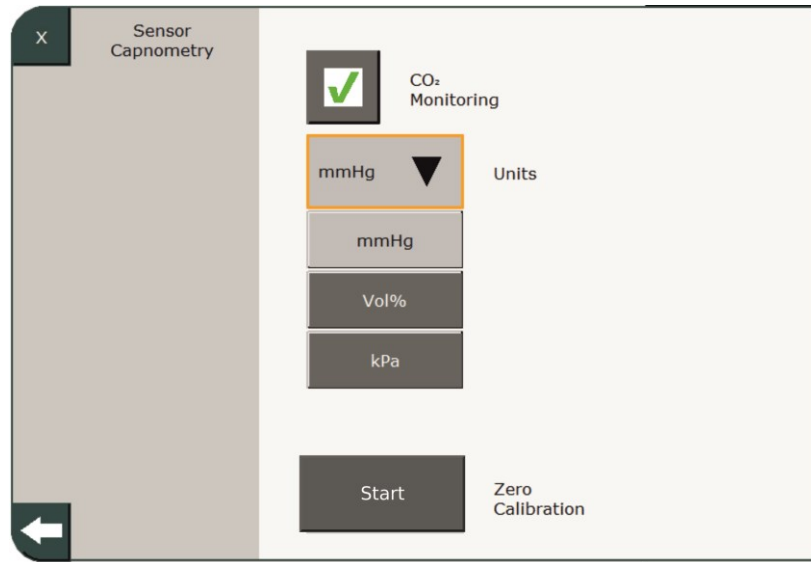 X
Sensor
Capnometry
CO₂
Monitoring
mmHg
Units
mmHg
Vol%
kPa
Start
Zero
Calibration